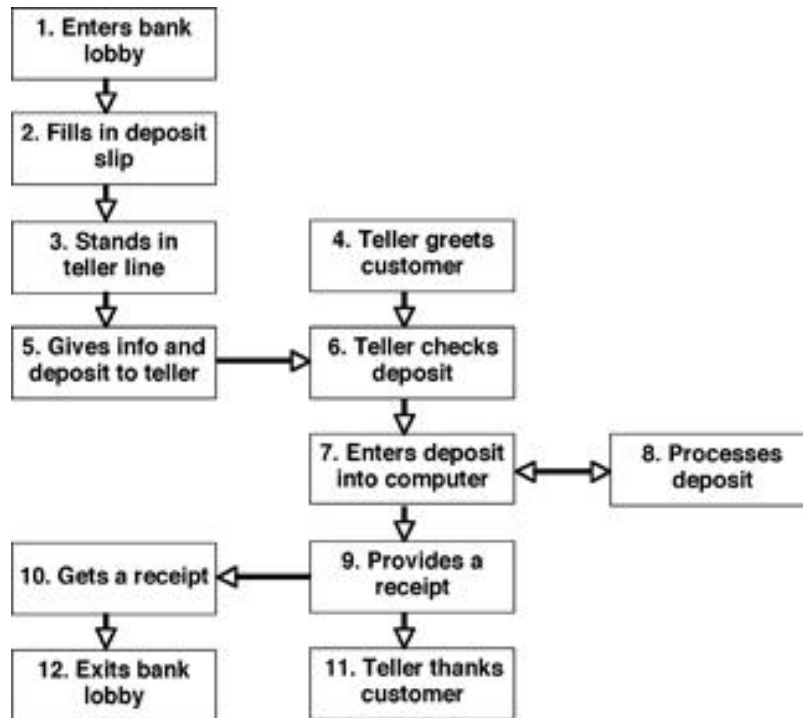 1. Enters bank
lobby
2. Fills in deposit
slip
3. Stands in
teller line
4. Teller greets
customer
5. Gives info and
deposit to teller
6. Teller checks
deposit
7. Enters deposit
into computer
8. Processes
deposit
9. Provides a
receipt
10. Gets a receipt
11. Teller thanks
customer
12. Exits bank
lobby